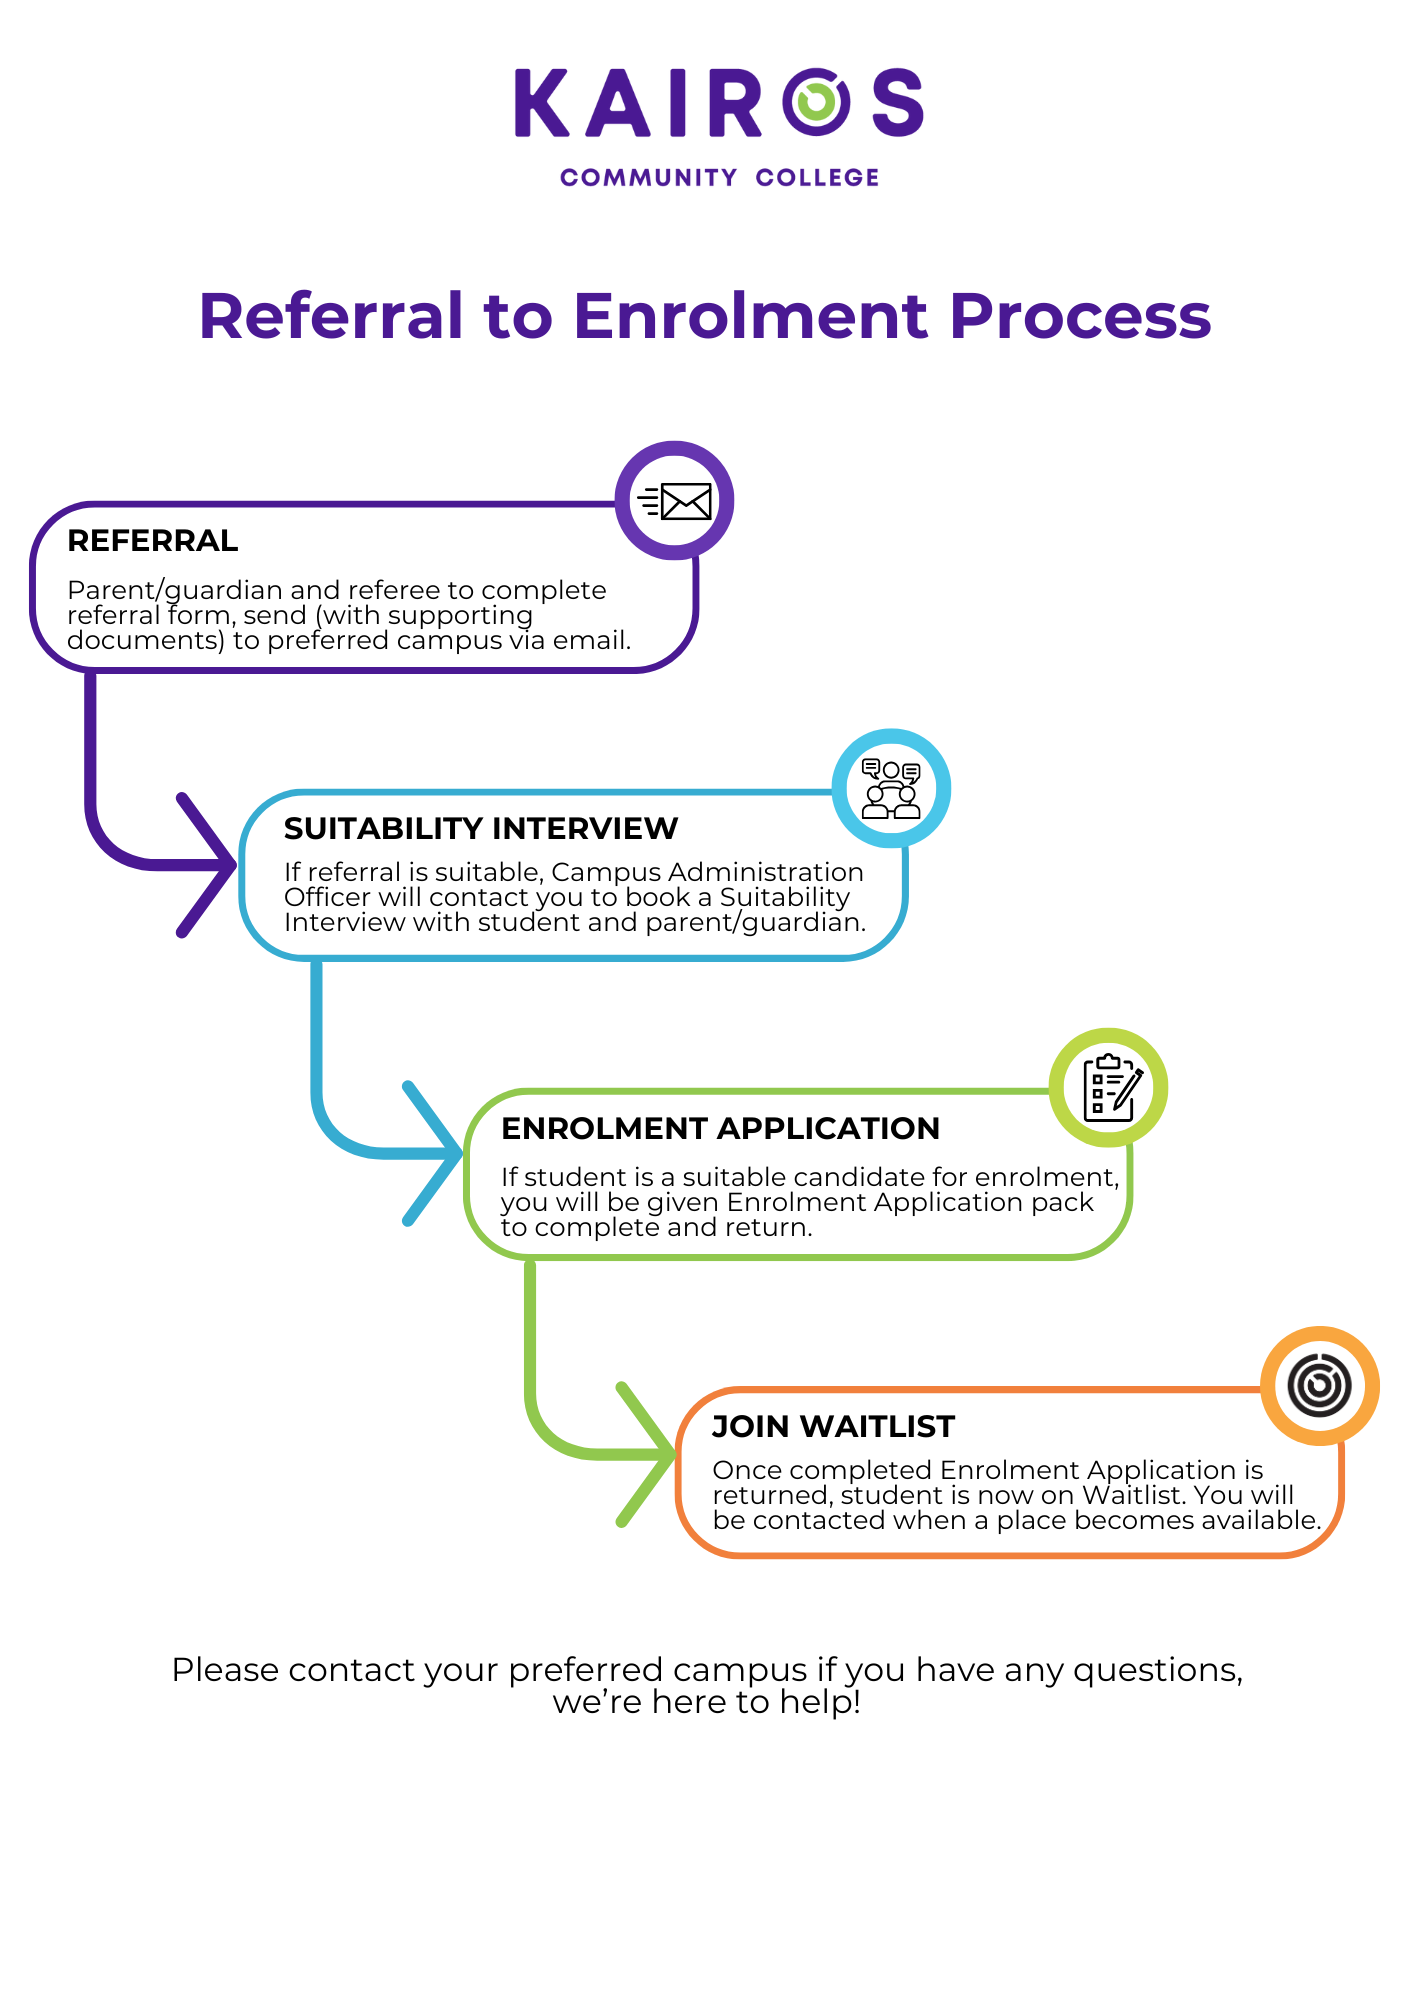 KAIROS
COMMUNITY COLLEGE
Referral to Enrolment Process
REFERRAL
Parent/guardian and referee to complete
referral form, send (with supporting
documents) to preferred campus via email.
SUITABILITY INTERVIEW
If referral is suitable, Campus Administration
Officer will contact you to book a Suitability
Interview with student and parent/guardian.
ENROLMENT APPLICATION
If student is a suitable candidate for enrolment,
you will be given Enrolment Application pack
to complete and return.
JOIN WAITLIST
Once completed Enrolment Application is
returned, student is now on Waitlist. You will
be contacted when a place becomes available.
Please contact your preferred campus if you have any questions,
we’re here to help!